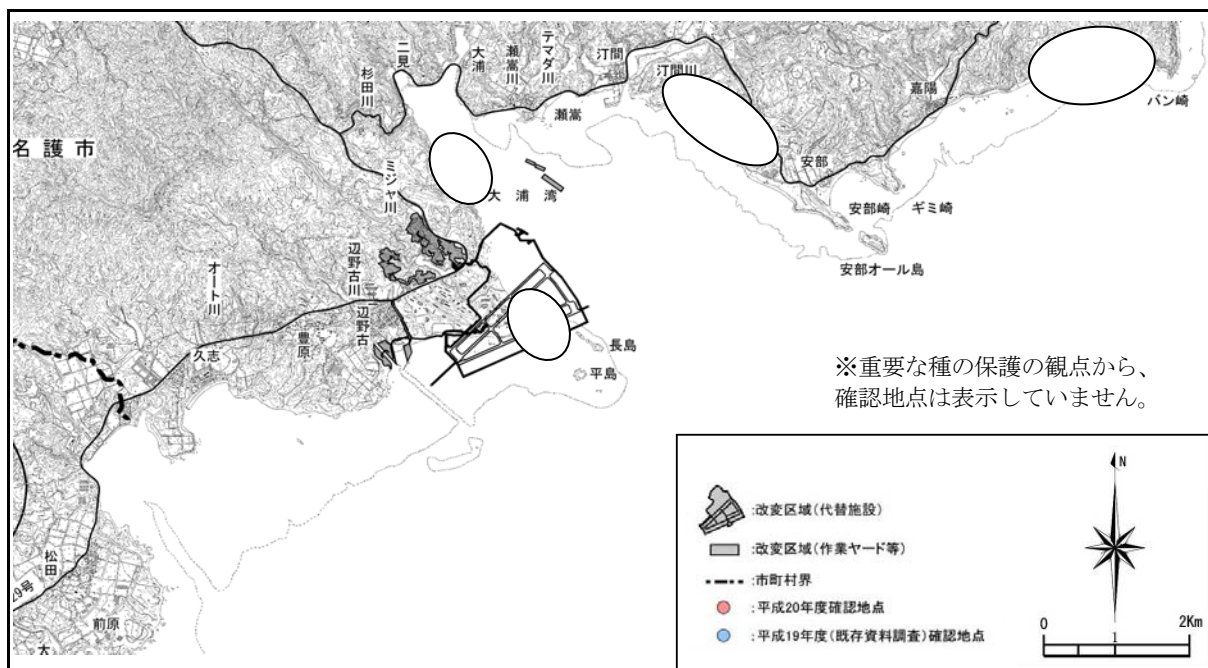 二見
大浦
瀬嵩川
テマダ川
汀間
汀間川
杉田川
瀬嵩
嘉陽
バン崎
名護市
ミジャ川
大浦湾
安部
安部崎
ギミ崎
安部オール島
辺野古川
オート川
辺野古
豊原
久志
長島
平島
※重要な種の保護の観点から、
確認地点は表示していません。
松田
29号
前原
大
N
:改変区域(代替施設)
:改変区域(作業ヤード等)
:市町村界
:平成20年度確認地点
:平成19年度(既存資料調査)確認地点
0 1 2Km